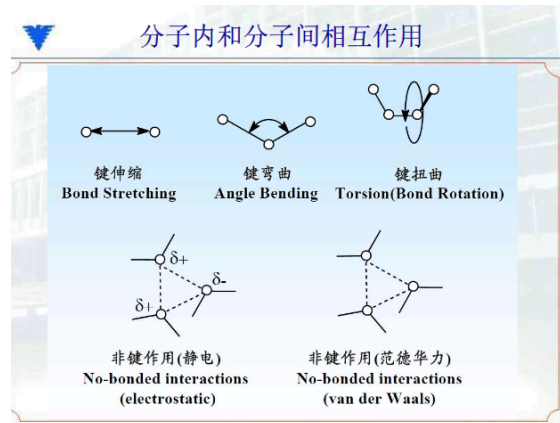 分子内和分子间相互作用
键伸缩
Bond Stretching
键弯曲
Angle Bending
键扭曲
Torsion(Bond Rotation)
δ+
δ-
δ+
非键作用(静电)
No-bonded interactions
(electrostatic)
非键作用(范德华力)
No-bonded interactions
(van der Waals)